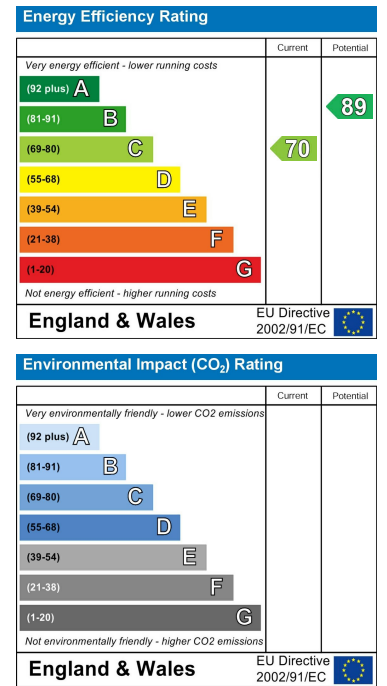 Energy Efficiency Rating
Current Potential
Very energy efficient - lower running costs
(92 plus) A
89
(81-91) B
(69-80) C 70
(55-68) D
(39-54) E
(21-38) F
(1-20) G
Not energy efficient - higher running costs
England & Wales
EU Directive
2002/91/EC
Environmental Impact (CO₂) Rating
Current Potential
Very environmentally friendly - lower CO2 emissions
(92 plus) A
(81-91) B
(69-80) C
(55-68) D
(39-54) E
(21-38) F
(1-20) G
Not environmentally friendly - higher CO2 emissions
England & Wales
EU Directive
2002/91/EC